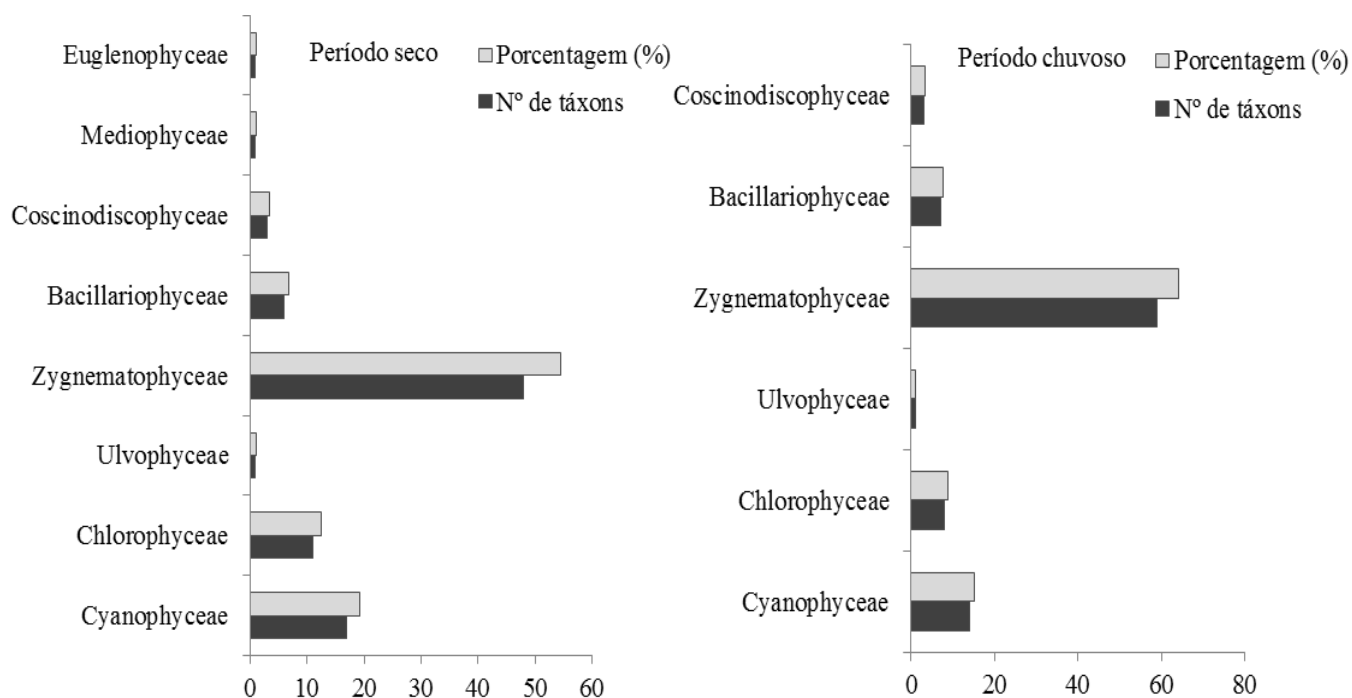 Período seco
Porcentagem (%)
Nº de táxons
Euglenophyceae
Mediophyceae
Coscinodiscophyceae
Bacillariophyceae
Zygnematophyceae
Ulvophyceae
Chlorophyceae
Cyanophyceae
0 10 20 30 40 50 60
Período chuvoso
Porcentagem (%)
Nº de táxons
Coscinodiscophyceae
Bacillariophyceae
Zygnematophyceae
Ulvophyceae
Chlorophyceae
Cyanophyceae
0 20 40 60 80